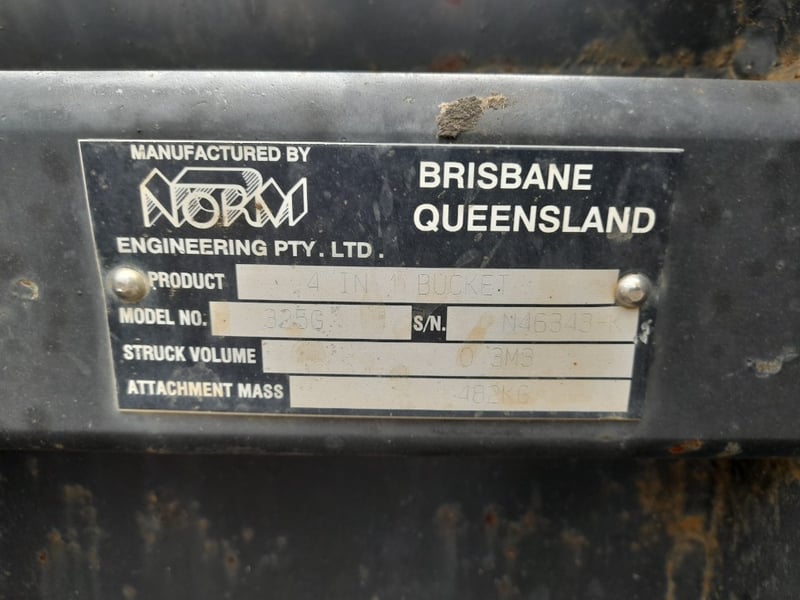 MANUFACTURED BY
NORM
ENGINEERING PTY. LTD.
BRISBANE
QUEENSLAND
PRODUCT 4 IN 1 BUCKET
MODEL NO. 325G S/N. N46343-
STRUCK VOLUME 0.3M3
ATTACHMENT MASS 482KG